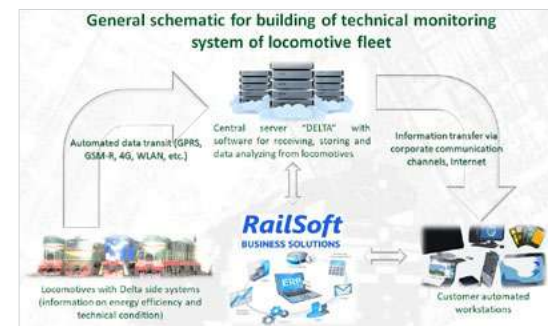 General schematic for building of technical monitoring
system of locomotive fleet
Automated data transit (GPRS,
GSM-R, 4G, WLAN, etc.)
Central server "DELTA" with
software for receiving, storing and
data analyzing from locomotives
Information transfer via
corporate communication
channels, Internet
RailSoft
BUSINESS SOLUTIONS
ERP
Locomotives with Delta side systems
(information on energy efficiency and
technical condition)
Customer automated
workstations